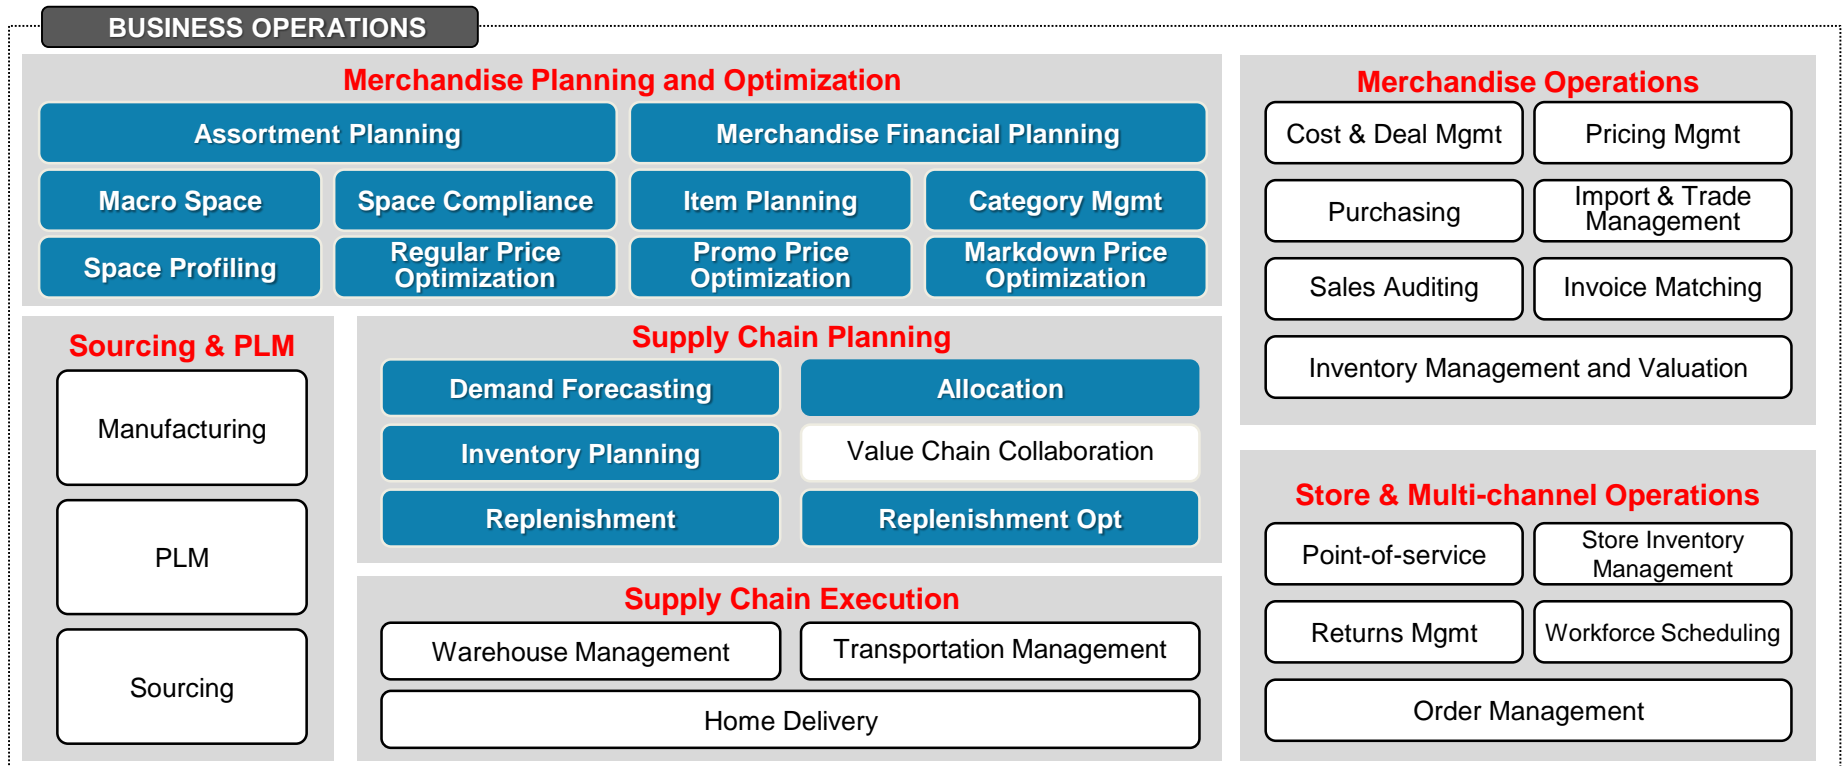 BUSINESS OPERATIONS
Merchandise Planning and Optimization
Assortment Planning
Merchandise Financial Planning
Macro Space
Space Compliance
Item Planning
Category Mgmt
Space Profiling
Regular Price
Optimization
Promo Price
Optimization
Markdown Price
Optimization
Merchandise Operations
Cost & Deal Mgmt
Pricing Mgmt
Purchasing
Import & Trade
Management
Sales Auditing
Invoice Matching
Inventory Management and Valuation
Sourcing & PLM
Manufacturing
PLM
Sourcing
Supply Chain Planning
Demand Forecasting
Allocation
Inventory Planning
Value Chain Collaboration
Replenishment
Replenishment Opt
Supply Chain Execution
Warehouse Management
Transportation Management
Home Delivery
Store & Multi-channel Operations
Point-of-service
Store Inventory
Management
Returns Mgmt
Workforce Scheduling
Order Management